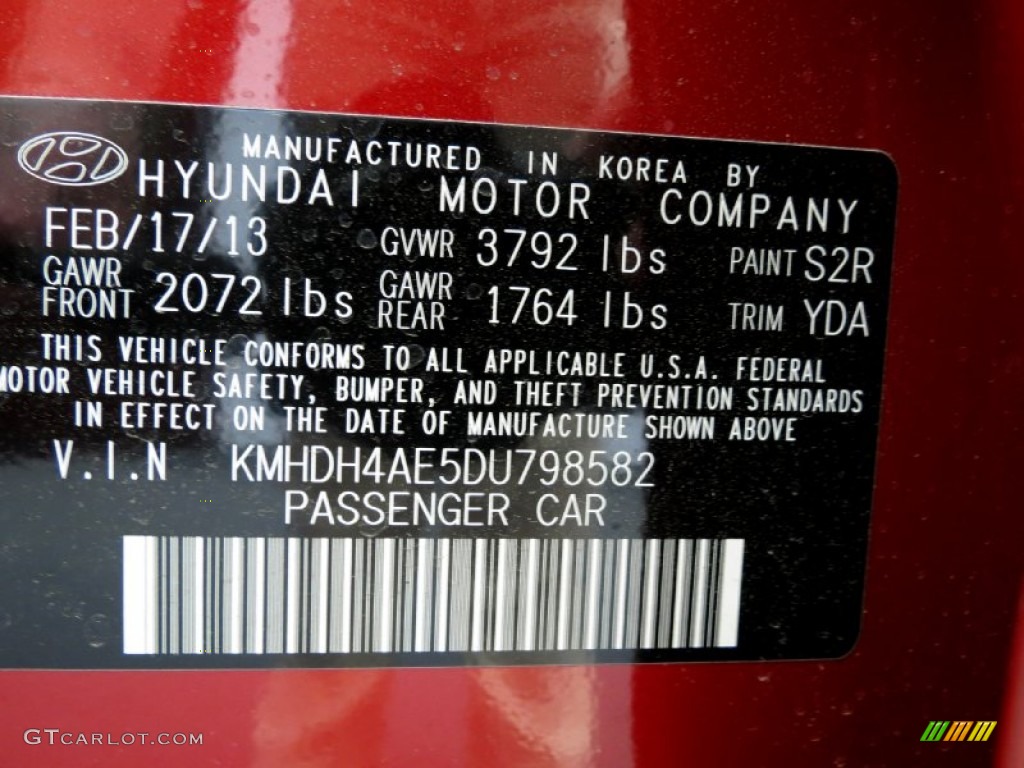 MANUFACTURED IN KOREA BY
HYUNDAI MOTOR COMPANY
FEB/17/13 GVWR 3792 lbs PAINT S2R
GAWR FRONT 2072 lbs GAWR REAR 1764 lbs TRIM YDA
THIS VEHICLE CONFORMS TO ALL APPLICABLE U.S.A. FEDERAL
MOTOR VEHICLE SAFETY, BUMPER, AND THEFT PREVENTION STANDARDS
IN EFFECT ON THE DATE OF MANUFACTURE SHOWN ABOVE
V.I.N KMHDH4AE5DU798582
PASSENGER CAR
GTCARLOT.COM